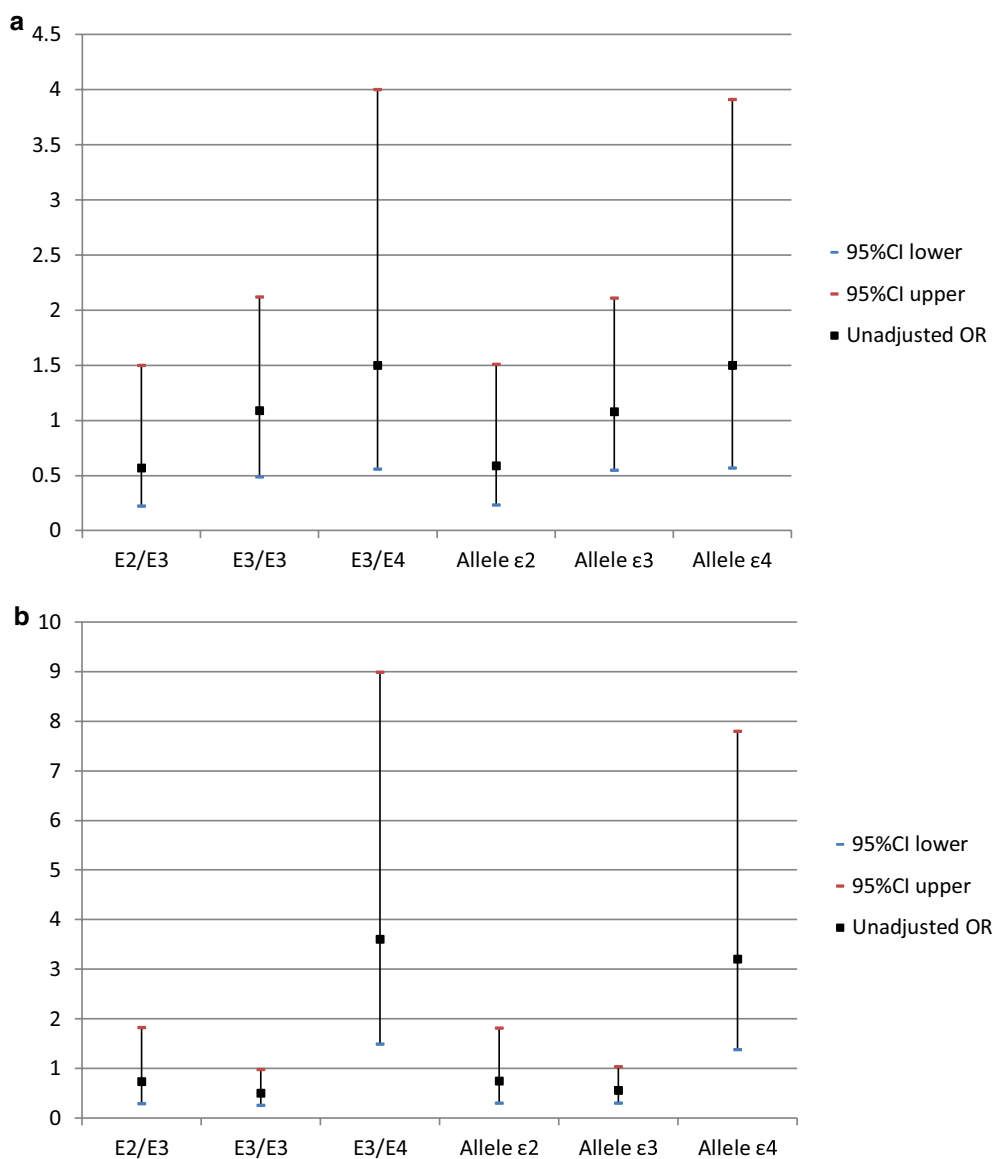 a
4.5
4
3.5
3
2.5
2
1.5
1
0.5
0
E2/E3 E3/E3 E3/E4 Allele ε2 Allele ε3 Allele ε4
95%CI lower
95%CI upper
Unadjusted OR
b
10
9
8
7
6
5
4
3
2
1
0
E2/E3 E3/E3 E3/E4 Allele ε2 Allele ε3 Allele ε4
95%CI lower
95%CI upper
Unadjusted OR